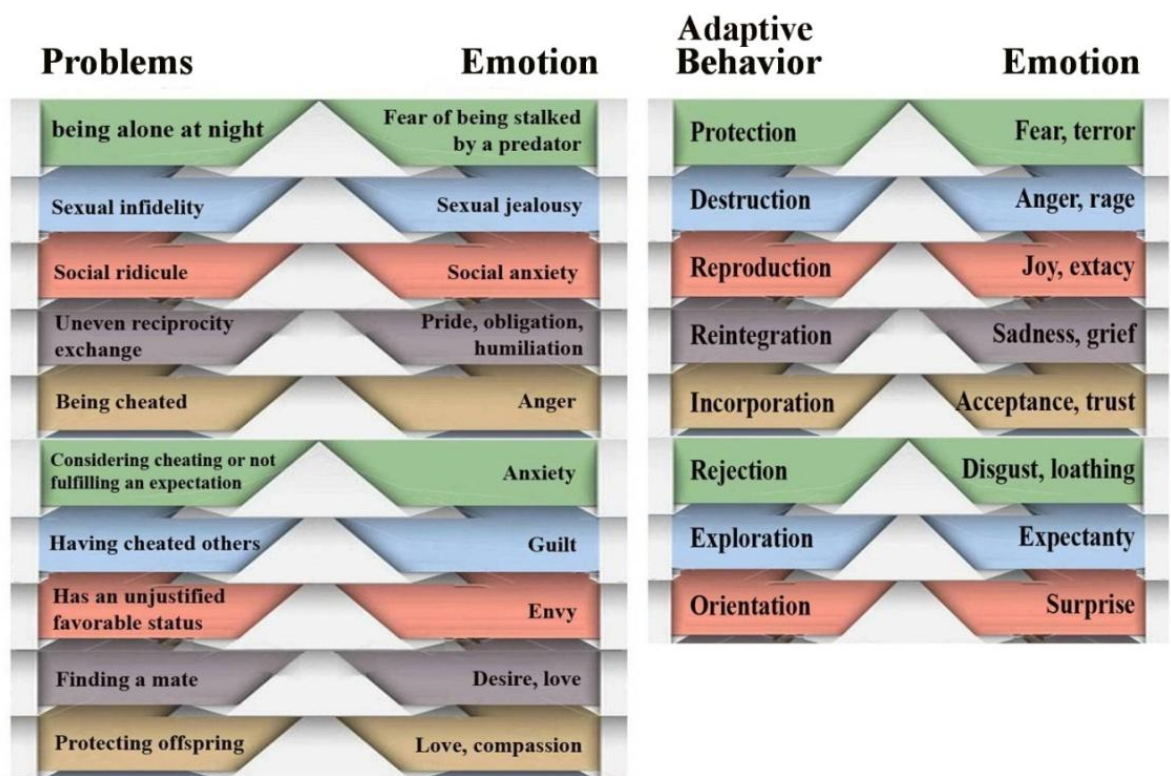 Problems
Emotion
being alone at night
Fear of being stalked
by a predator
Sexual infidelity
Sexual jealousy
Social ridicule
Social anxiety
Uneven reciprocity
exchange
Pride, obligation,
humiliation
Being cheated
Anger
Considering cheating or not
fulfilling an expectation
Anxiety
Having cheated others
Guilt
Has an unjustified
favorable status
Envy
Finding a mate
Desire, love
Protecting offspring
Love, compassion
Adaptive
Behavior
Emotion
Protection
Fear, terror
Destruction
Anger, rage
Reproduction
Joy, extacy
Reintegration
Sadness, grief
Incorporation
Acceptance, trust
Rejection
Disgust, loathing
Exploration
Expectanty
Orientation
Surprise